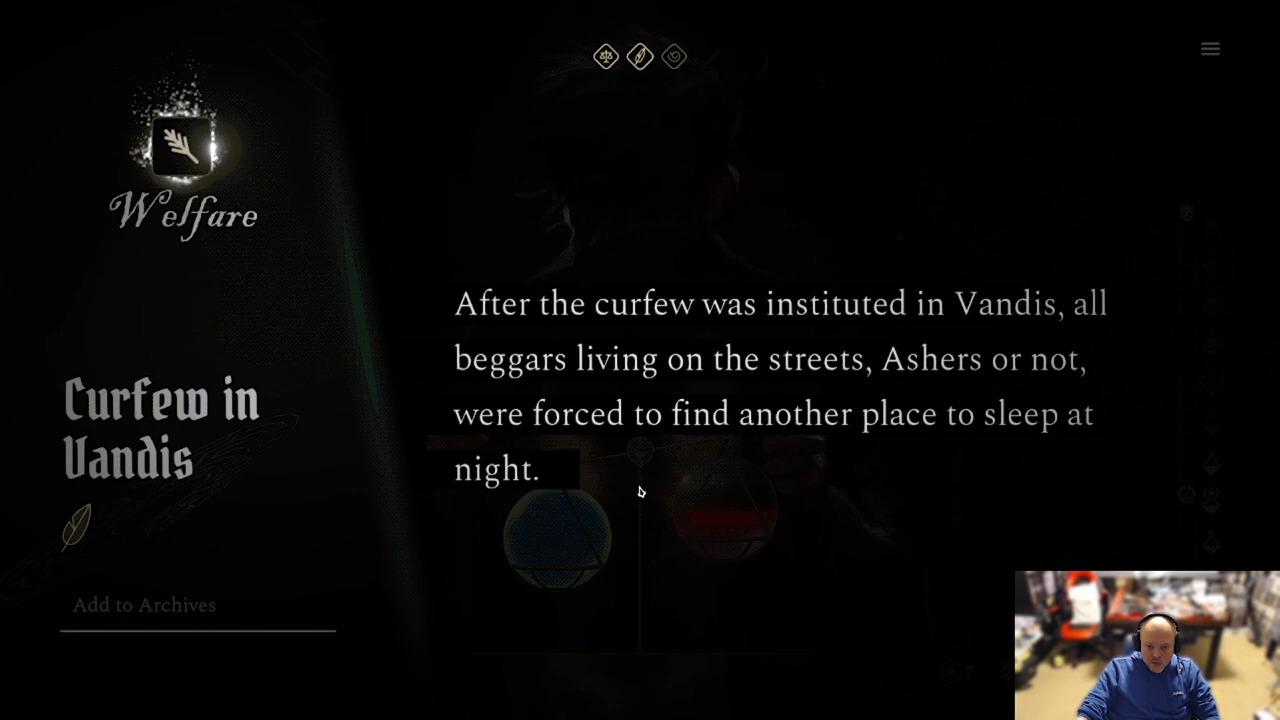 Welfare
Curfew in
Vandis
Add to Archives
After the curfew was instituted in Vandis, all
beggars living on the streets, Ashers or not,
were forced to find another place to sleep at
night.
7